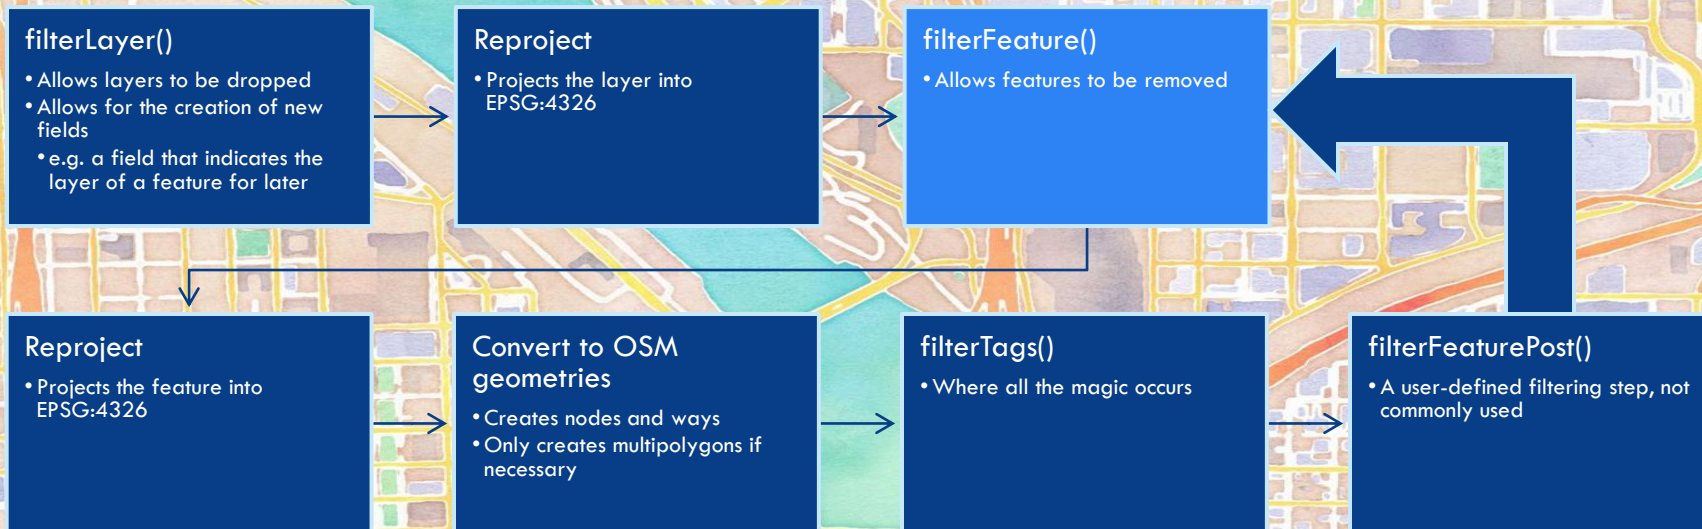 filterLayer()
• Allows layers to be dropped
• Allows for the creation of new
fields
• e.g. a field that indicates the
layer of a feature for later
Reproject
• Projects the layer into
EPSG:4326
filterFeature()
• Allows features to be removed
Reproject
• Projects the feature into
EPSG:4326
Convert to OSM
geometries
• Creates nodes and ways
• Only creates multipolygons if
necessary
filterTags()
• Where all the magic occurs
filterFeaturePost()
• A user-defined filtering step, not
commonly used